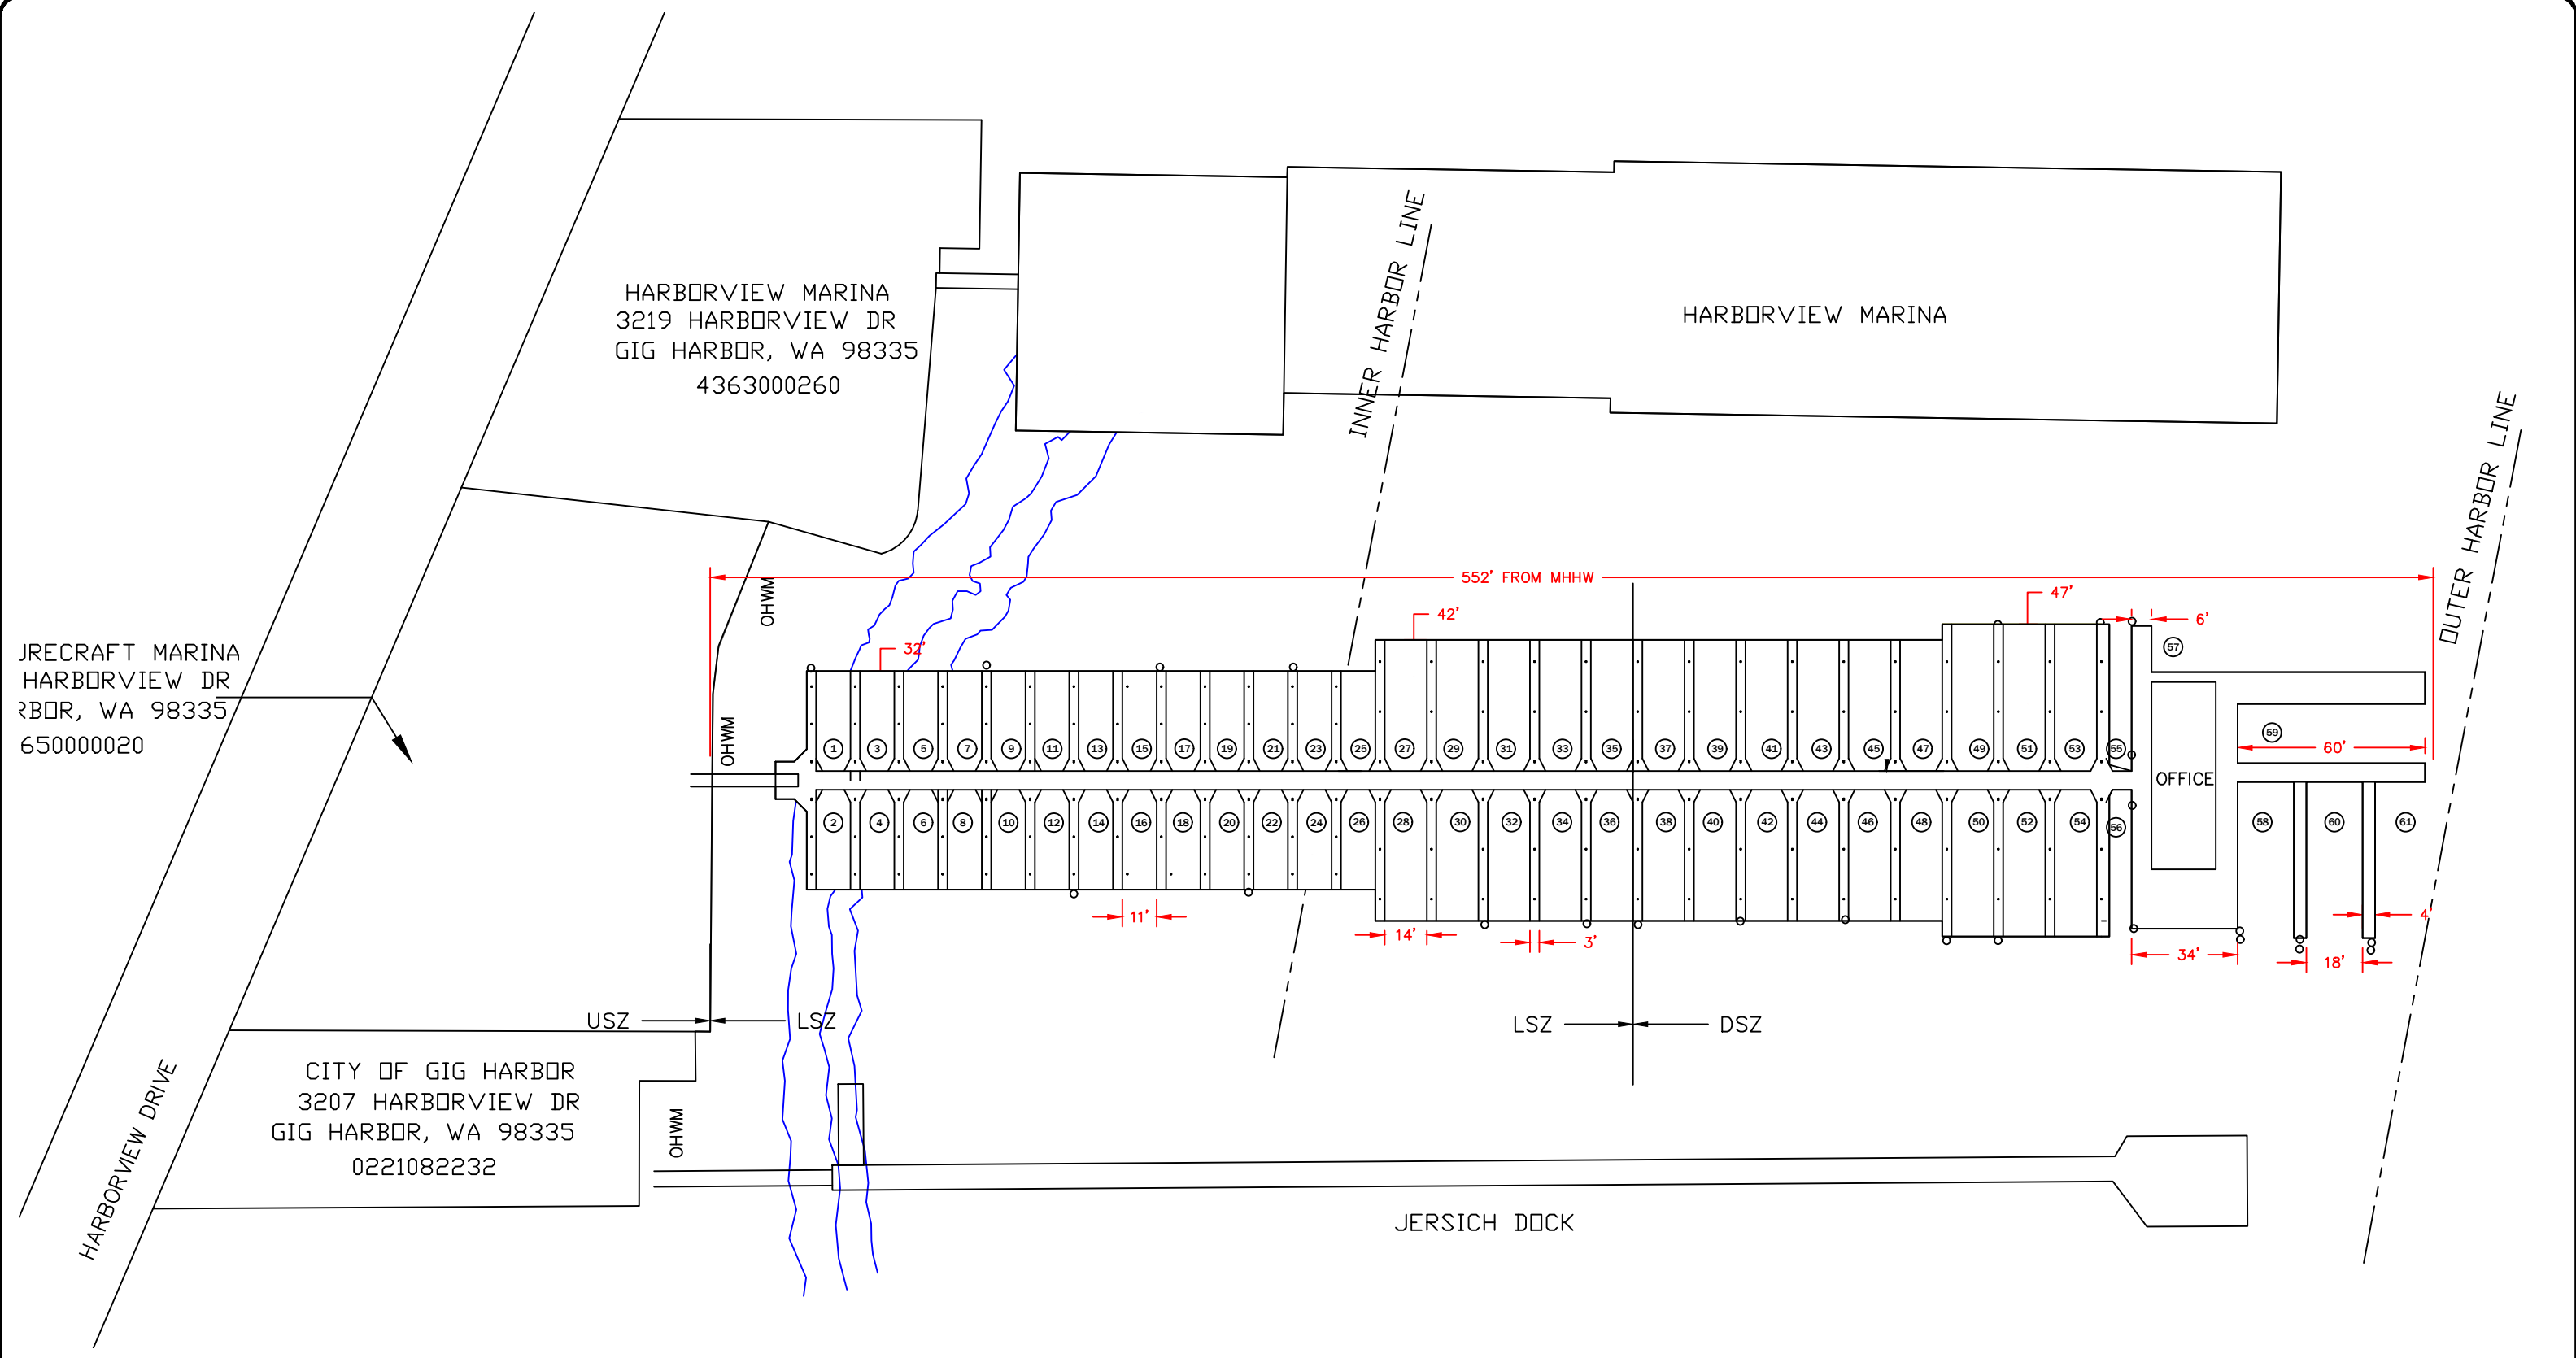 HARBORVIEW MARINA
3219 HARBORVIEW DR
GIG HARBOR, WA 98335
4363000260
INNER HARBOR LINE
HARBORVIEW MARINA
OUTER HARBOR LINE
OHWM
552' FROM MHHW
42'
47'
6'
32'
57
JRECRAFT MARINA
HARBORVIEW DR
RBOR, WA 98335
650000020
OHWM
1 3 5 7 9 11 13 15 17 19 21 23 25 27 29 31 33 35 37 39 41 43 45 47 49 51 53 55
59
60'
OFFICE
2 4 6 8 10 12 14 16 18 20 22 24 26 28 30 32 34 36 38 40 42 44 46 48 50 52 54 56 58 60 61
11'
14'
3'
4'
34'
18'
USZ
LSZ
LSZ
DSZ
CITY OF GIG HARBOR
3207 HARBORVIEW DR
GIG HARBOR, WA 98335
0221082232
OHWM
HARBORVIEW DRIVE
JERSICH DOCK